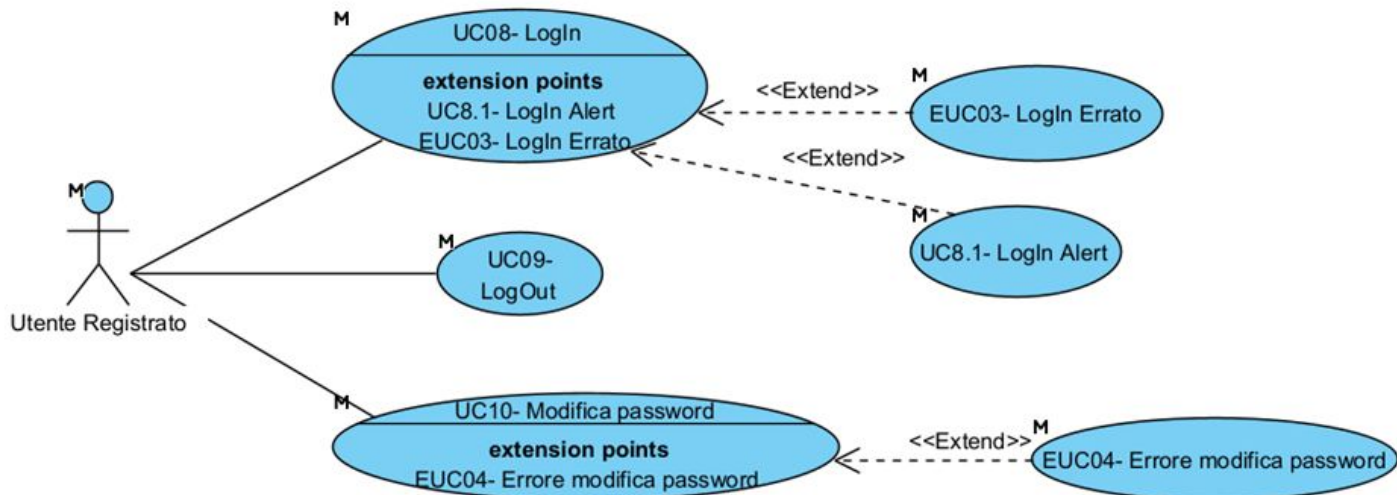 M
UC08- LogIn
extension points
UC8.1- LogIn Alert
EUC03- LogIn Errato
<<Extend>>
M
EUC03- LogIn Errato
<<Extend>>
M
UC8.1- LogIn Alert
M
Utente Registrato
M
UC09-
LogOut
M
UC10- Modifica password
extension points
EUC04- Errore modifica password
<<Extend>>
M
EUC04- Errore modifica password